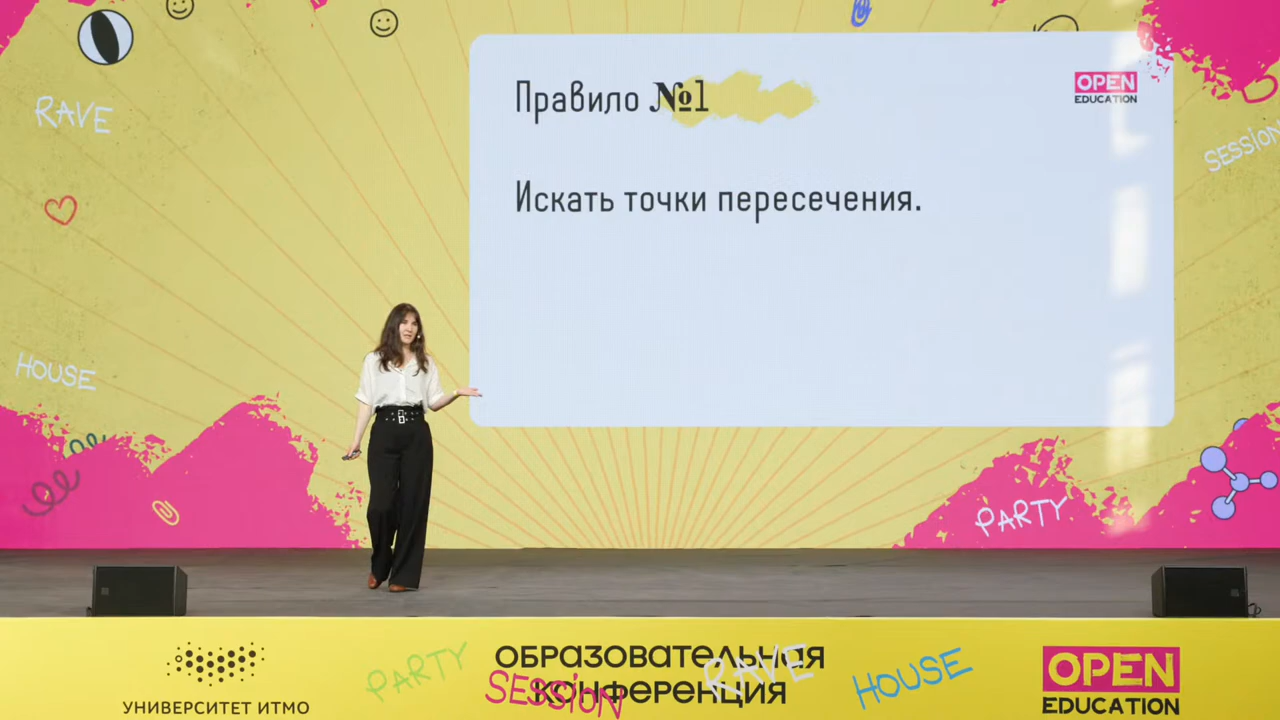 RAVE
HOUSE
Правило №1
Искать точки пересечения.
OPEN
EDUCATION
SESSION
PARTY
УНИВЕРСИТЕТ ИТМО
PARTY
ОБРАЗОВАТЕЛЬНАЯ
КОНФЕРЕНЦИЯ
SESSION
RAVE
HOUSE
OPEN
EDUCATION